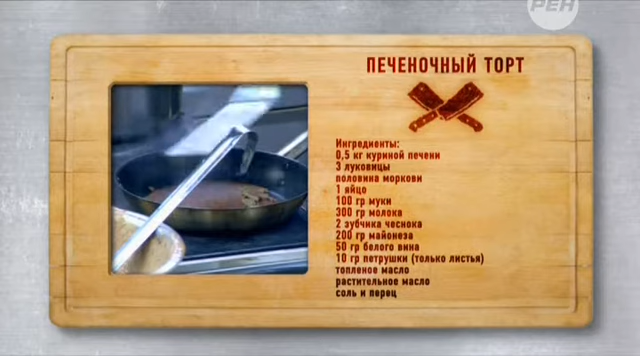 РЕН
ПЕЧЕНОЧНЫЙ ТОРТ
Ингредиенты:
0,5 кг куриной печени
3 луковицы
половина моркови
1 яйцо
100 гр муки
300 гр молока
2 зубчика чеснока
200 гр майонеза
50 гр белого вина
10 гр петрушки (только листья)
топленое масло
растительное масло
соль и перец